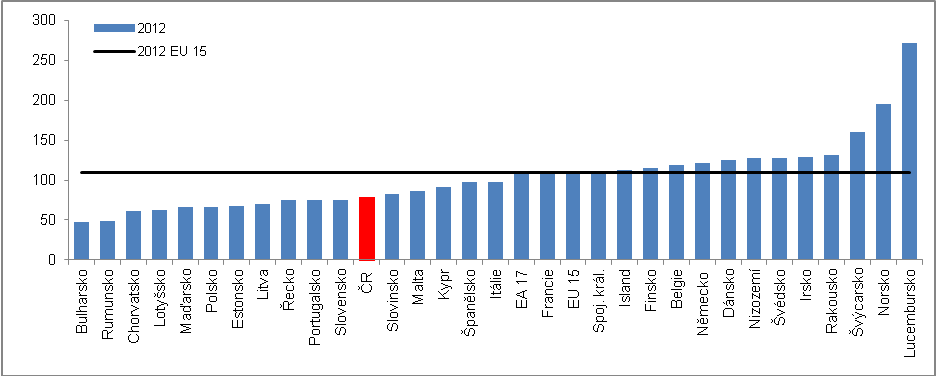 300
250
200
150
100
50
0
2012
2012 EU 15
Bulharsko
Rumunsko
Chorvatsko
Lotyšsko
Maďarsko
Polsko
Estonsko
Litva
Řecko
Portugalsko
Slovensko
ČR
Slovinsko
Malta
Kypr
Španělsko
Itálie
EA 17
Francie
EU 15
Spoj. král.
Island
Finsko
Belgie
Německo
Dánsko
Nizozemí
Švédsko
Irsko
Rakousko
Švýcarsko
Norsko
Lucembursko